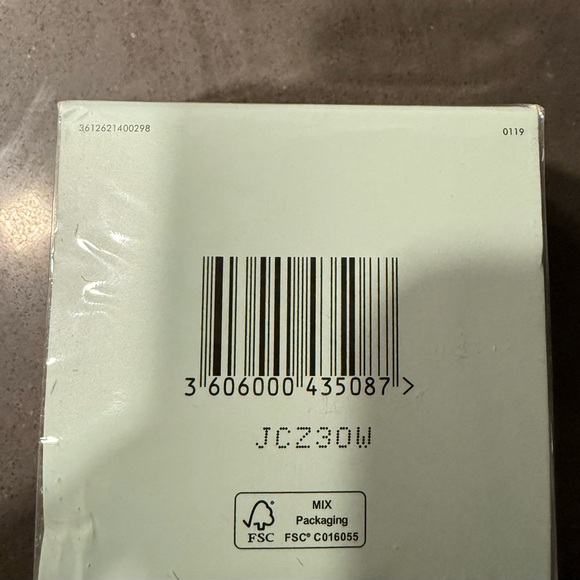 3612621400298
0119
3 606000 435087 >
JCZ30W
FSC
MIX
Packaging
FSC® C016055